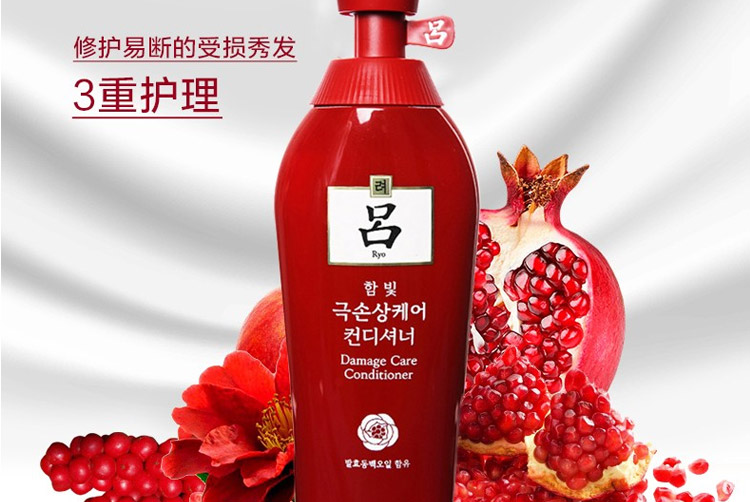 修护易断的受损秀发
3重护理
呂
려
呂
Ryo
함빛
극손상케어
컨디셔너
Damage Care
Conditioner
발효동백오일 함유